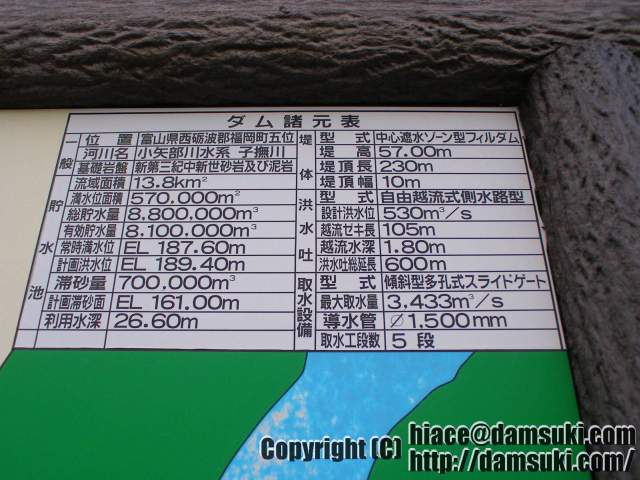 ダム諸元表
一般
位置 富山県西砺波郡福岡町五位
河川名 小矢部川水系 子撫川
基礎岩盤 新第三紀中新世砂岩及び泥岩
流域面積 13.8km²
貯水池
満水位面積 570.000m²
総貯水量 8,800.000m³
有効貯水量 8.100.000m³
常時満水位 EL 187.60m
計画洪水位 EL 189.40m
滞砂量 700,000m³
計画滞砂面 EL 161.00m
利用水深 26.60m
堤体
型式 中心遮水ゾーン型フィルダム
堤高 57.00m
堤頂長 230m
堤頂幅 10m
洪水吐
型式 自由越流式側水路型
設計洪水位 530m³/s
越流ゼキ長 105m
越流水深 1.80m
洪水吐総延長 600m
取水設備
型式 傾斜型多孔式スライドゲート
最大取水量 3.433m³/s
導水管 ∅1.500mm
取水工段数 5段
Copyright (C) hiace@damsuki.com
http://damsuki.com/